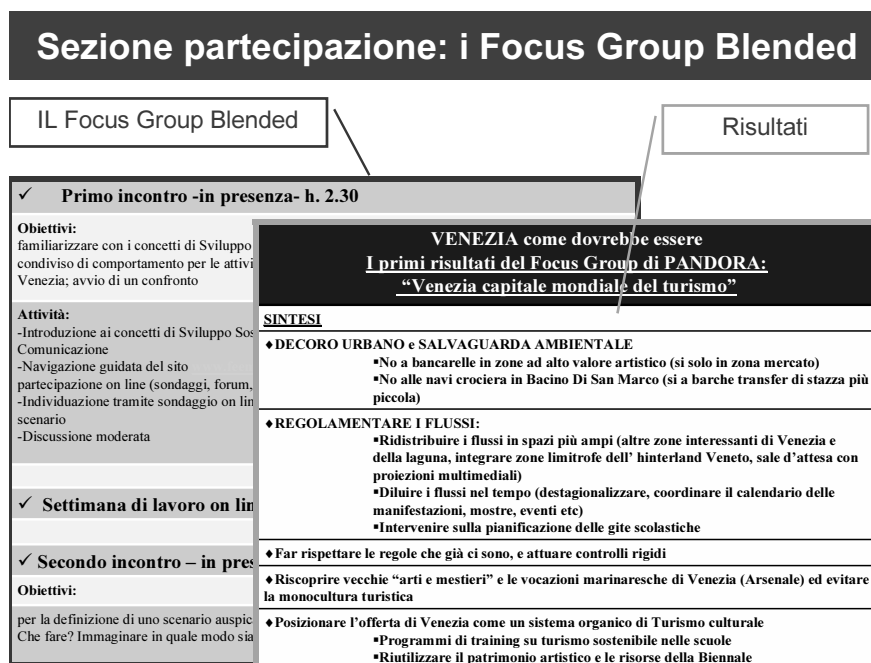 Sezione partecipazione: i Focus Group Blended
IL Focus Group Blended
Risultati
✓ Primo incontro -in presenza- h. 2.30
Obiettivi:
familiarizzare con i concetti di Sviluppo
condiviso di comportamento per le attivi
Venezia; avvio di un confronto
Attività:
-Introduzione ai concetti di Sviluppo Sos
Comunicazione
-Navigazione guidata del sito
partecipazione on line (sondaggi, forum,
-Individuazione tramite sondaggio on lin
scenario
-Discussione moderata
✓ Settimana di lavoro on lin
✓ Secondo incontro – in pres
Obiettivi:
per la definizione di uno scenario auspic
Che fare? Immaginare in quale modo sia
VENEZIA come dovrebbe essere
I primi risultati del Focus Group di PANDORA:
“Venezia capitale mondiale del turismo”
SINTESI
♦DECORO URBANO e SALVAGUARDA AMBIENTALE
▪No a bancarelle in zone ad alto valore artistico (si solo in zona mercato)
▪No alle navi crociera in Bacino Di San Marco (si a barche transfer di stazza più
piccola)
♦REGOLAMENTARE I FLUSSI:
▪Ridistribuire i flussi in spazi più ampi (altre zone interessanti di Venezia e
della laguna, integrare zone limitrofe dell’ hinterland Veneto, sale d’attesa con
proiezioni multimediali)
▪Diluire i flussi nel tempo (destagionalizzare, coordinare il calendario delle
manifestazioni, mostre, eventi etc)
▪Intervenire sulla pianificazione delle gite scolastiche
♦Far rispettare le regole che già ci sono, e attuare controlli rigidi
♦Riscoprire vecchie “arti e mestieri” e le vocazioni marinaresche di Venezia (Arsenale) ed evitare
la monocultura turistica
♦Posizionare l’offerta di Venezia come un sistema organico di Turismo culturale
▪Programmi di training su turismo sostenibile nelle scuole
▪Riutilizzare il patrimonio artistico e le risorse della Biennale